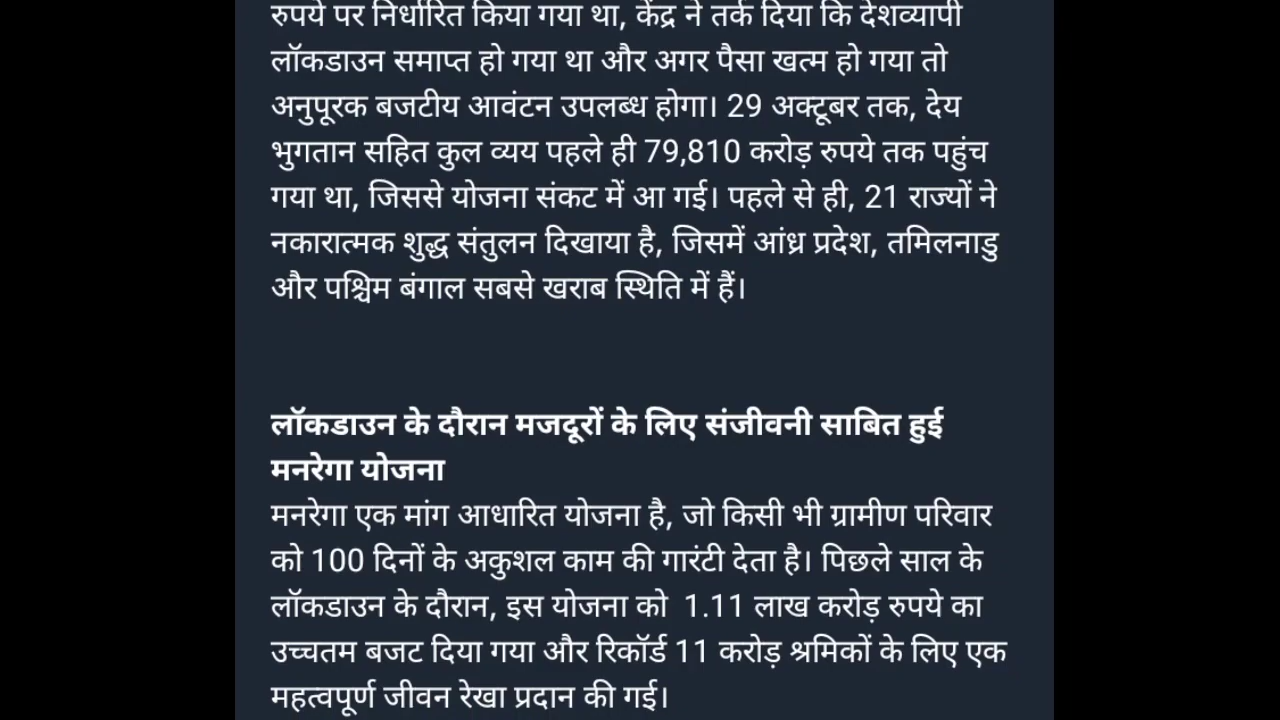 रुपये पर निर्धारित किया गया था, केंद्र ने तर्क दिया कि देशव्यापी
लॉकडाउन समाप्त हो गया था और अगर पैसा खत्म हो गया तो
अनुपूरक बजटीय आवंटन उपलब्ध होगा। 29 अक्टूबर तक, देय
भुगतान सहित कुल व्यय पहले ही 79,810 करोड़ रुपये तक पहुंच
गया था, जिससे योजना संकट में आ गई। पहले से ही, 21 राज्यों ने
नकारात्मक शुद्ध संतुलन दिखाया है, जिसमें आंध्र प्रदेश, तमिलनाडु
और पश्चिम बंगाल सबसे खराब स्थिति में हैं।
लॉकडाउन के दौरान मजदूरों के लिए संजीवनी साबित हुई
मनरेगा योजना
मनरेगा एक मांग आधारित योजना है, जो किसी भी ग्रामीण परिवार
को 100 दिनों के अकुशल काम की गारंटी देता है। पिछले साल के
लॉकडाउन के दौरान, इस योजना को 1.11 लाख करोड़ रुपये का
उच्चतम बजट दिया गया और रिकॉर्ड 11 करोड़ श्रमिकों के लिए एक
महत्वपूर्ण जीवन रेखा प्रदान की गई।